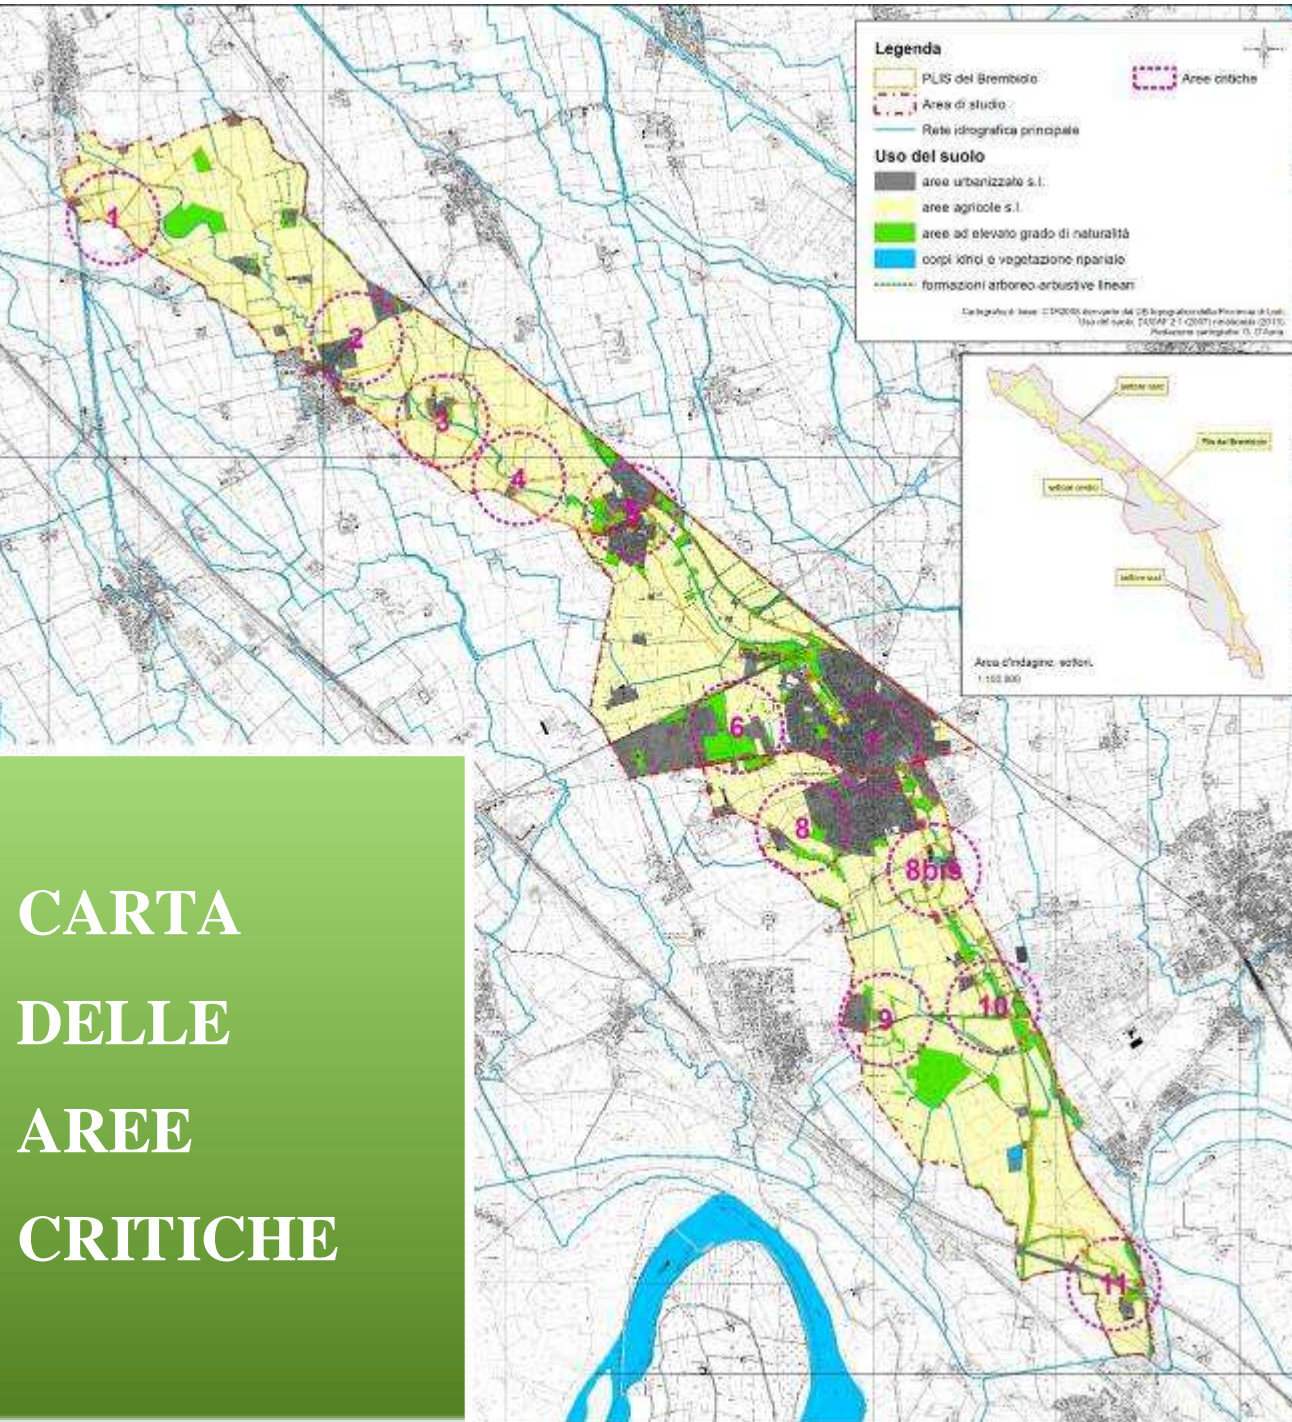 Legenda
PLIS del Brembiolo
Aree critiche
Area di studio
Rete idrografica principale
Uso del suolo
aree urbanizzate s.l.
aree agricole s.l.
aree ad elevato grado di naturalità
corpi idrici e vegetazione ripariale
formazioni arboreo-arbustive lineari
settore nord
Plis del Brembiolo
settore centro
settore sud
Area d'indagine: settori.
1
2
3
4
5
6
7
8
8bis
9
10
11
CARTA
DELLE
AREE
CRITICHE